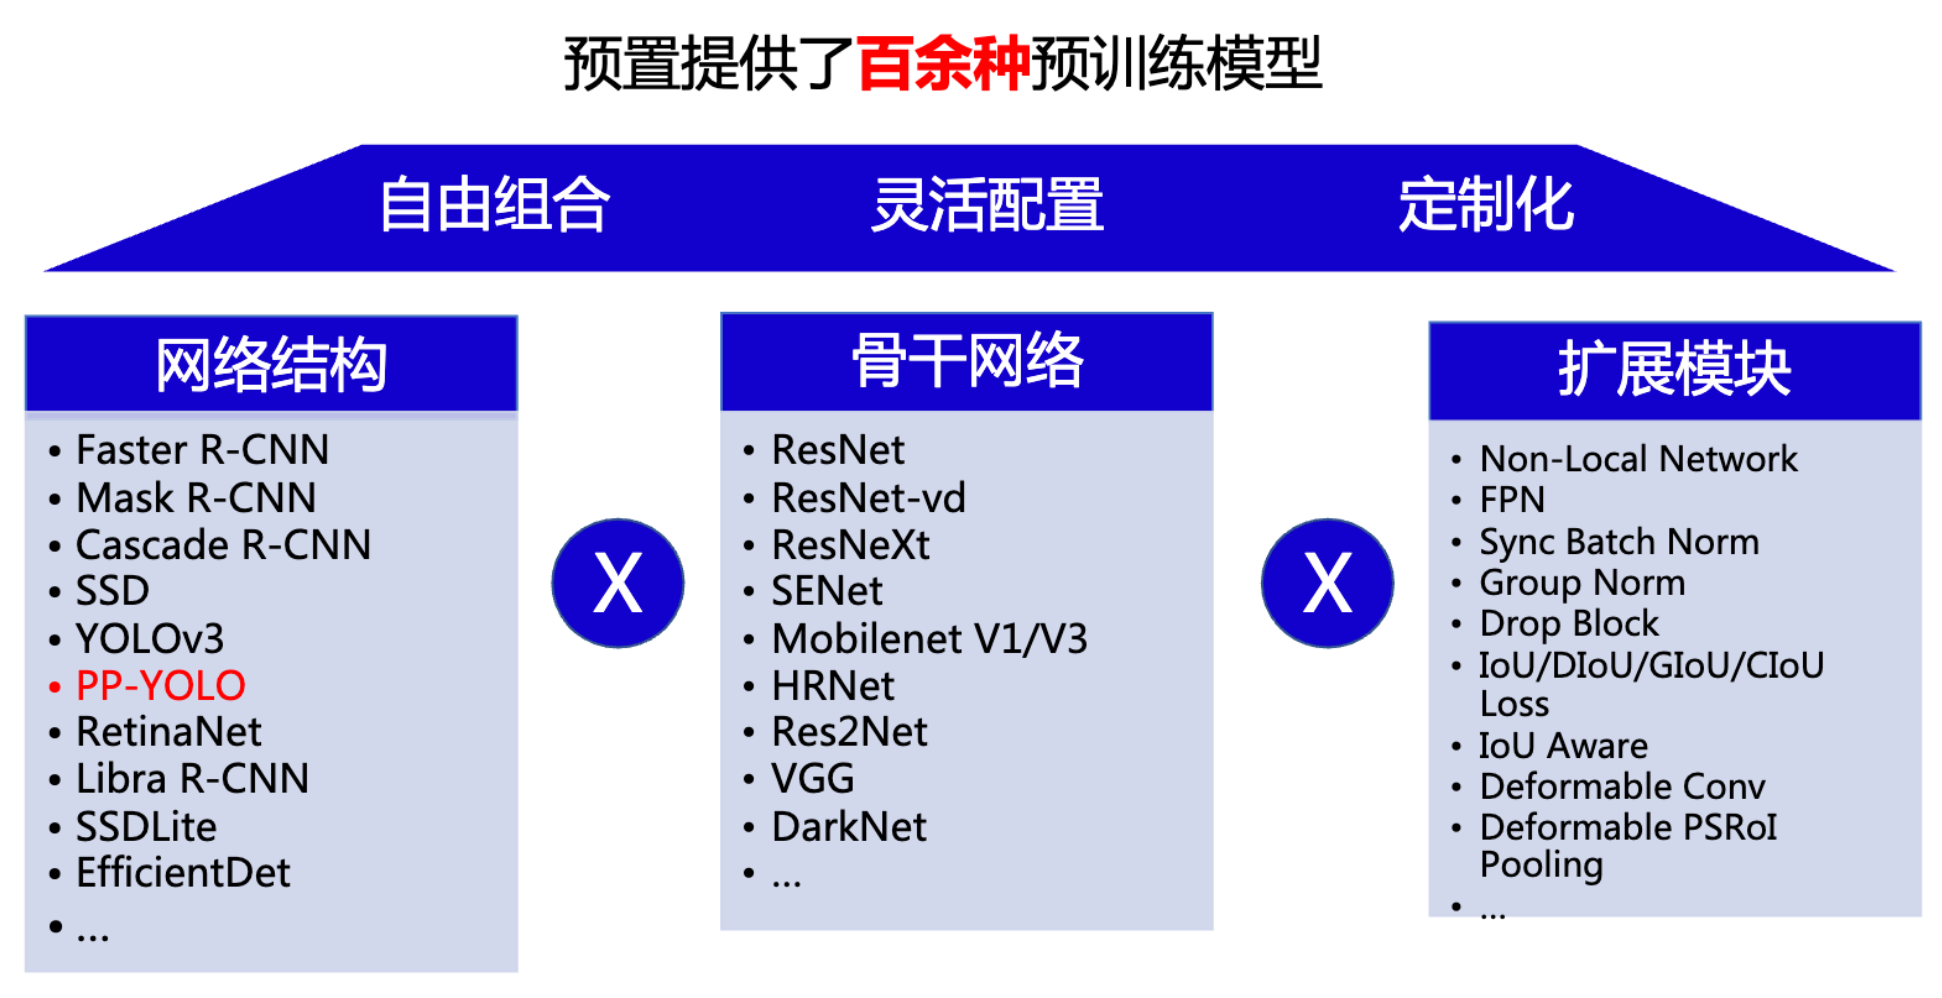 预置提供了百余种预训练模型
自由组合 灵活配置 定制化
网络结构
• Faster R-CNN
• Mask R-CNN
• Cascade R-CNN
• SSD
• YOLOv3
• PP-YOLO
• RetinaNet
• Libra R-CNN
• SSDLite
• EfficientDet
• ...
X
骨干网络
• ResNet
• ResNet-vd
• ResNeXt
• SENet
• Mobilenet V1/V3
• HRNet
• Res2Net
• VGG
• DarkNet
• ...
X
扩展模块
• Non-Local Network
• FPN
• Sync Batch Norm
• Group Norm
• Drop Block
• IoU/DIoU/GIoU/CIoU
Loss
• IoU Aware
• Deformable Conv
• Deformable PSRoI
Pooling
• ...